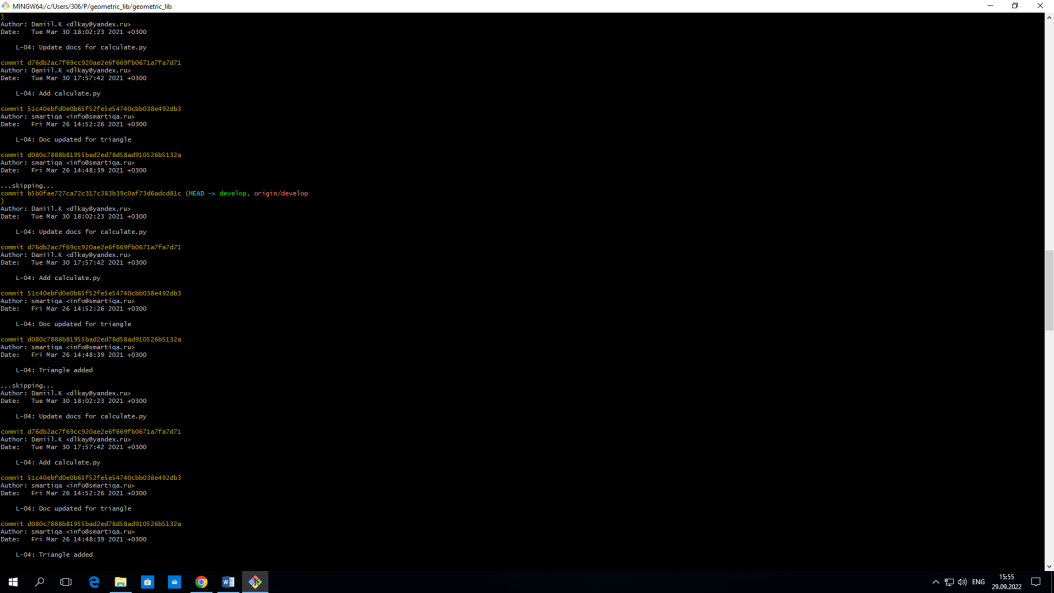 MINGW64:/c/Users/306/P/geometric_lib/geometric_lib
)
Author: Daniil.K <dlkay@yandex.ru>
Date:   Tue Mar 30 18:02:23 2021 +0300
L-04: Update docs for calculate.py
commit d76db2ac7f69cc920ae2e6f669fb0671a7fa7d71
Author: Daniil.K <dlkay@yandex.ru>
Date:   Tue Mar 30 17:57:42 2021 +0300
L-04: Add calculate.py
commit 51c40ebfd0e0b65f52fe5e54740cbb038e492db3
Author: smartiqa <info@smartiqa.ru>
Date:   Fri Mar 26 14:52:26 2021 +0300
L-04: Doc updated for triangle
commit d080c7888b81955bad2ed78d58ad910526b5132a
Author: smartiqa <info@smartiqa.ru>
Date:   Fri Mar 26 14:48:39 2021 +0300
...skipping...
commit b5b0fae727ca72c317c383b39c0af73d6adcd81c (HEAD -> develop, origin/develop
)
Author: Daniil.K <dlkay@yandex.ru>
Date:   Tue Mar 30 18:02:23 2021 +0300
L-04: Update docs for calculate.py
commit d76db2ac7f69cc920ae2e6f669fb0671a7fa7d71
Author: Daniil.K <dlkay@yandex.ru>
Date:   Tue Mar 30 17:57:42 2021 +0300
L-04: Add calculate.py
commit 51c40ebfd0e0b65f52fe5e54740cbb038e492db3
Author: smartiqa <info@smartiqa.ru>
Date:   Fri Mar 26 14:52:26 2021 +0300
L-04: Doc updated for triangle
commit d080c7888b81955bad2ed78d58ad910526b5132a
Author: smartiqa <info@smartiqa.ru>
Date:   Fri Mar 26 14:48:39 2021 +0300
L-04: Triangle added
...skipping...
Author: Daniil.K <dlkay@yandex.ru>
Date:   Tue Mar 30 18:02:23 2021 +0300
L-04: Update docs for calculate.py
commit d76db2ac7f69cc920ae2e6f669fb0671a7fa7d71
Author: Daniil.K <dlkay@yandex.ru>
Date:   Tue Mar 30 17:57:42 2021 +0300
L-04: Add calculate.py
commit 51c40ebfd0e0b65f52fe5e54740cbb038e492db3
Author: smartiqa <info@smartiqa.ru>
Date:   Fri Mar 26 14:52:26 2021 +0300
L-04: Doc updated for triangle
commit d080c7888b81955bad2ed78d58ad910526b5132a
Author: smartiqa <info@smartiqa.ru>
Date:   Fri Mar 26 14:48:39 2021 +0300
L-04: Triangle added
ENG
15:55
29.09.2022